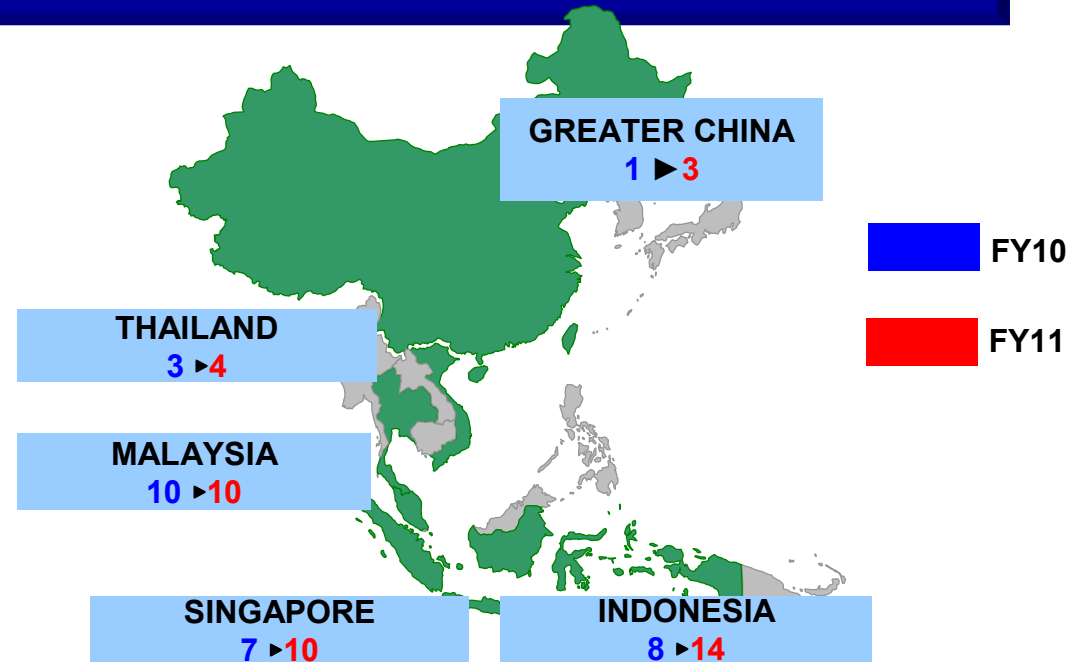 GREATER CHINA
1 ► 3
FY10
THAILAND
3 ► 4
FY11
MALAYSIA
10 ► 10
SINGAPORE
7 ► 10
INDONESIA
8 ► 14